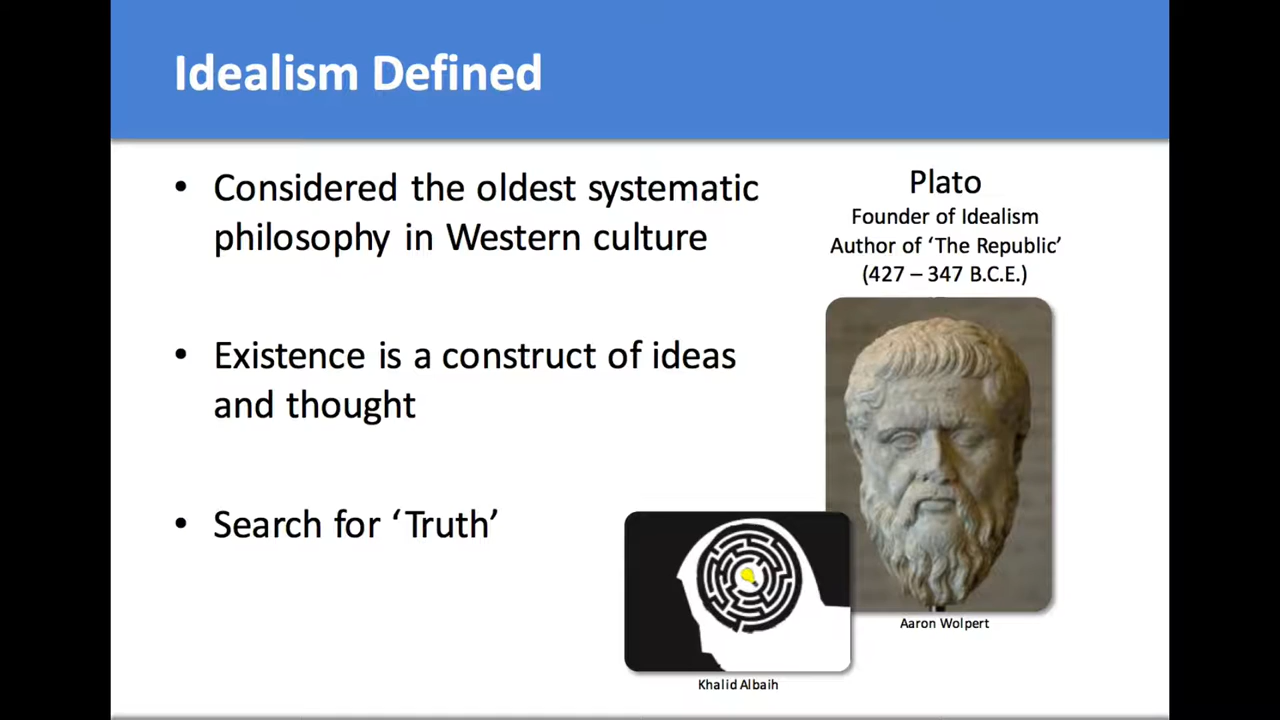 Idealism Defined
• Considered the oldest systematic
philosophy in Western culture
• Existence is a construct of ideas
and thought
• Search for ‘Truth’
Plato
Founder of Idealism
Author of ‘The Republic’
(427 – 347 B.C.E.)
Aaron Wolpert
Khalid Albaih